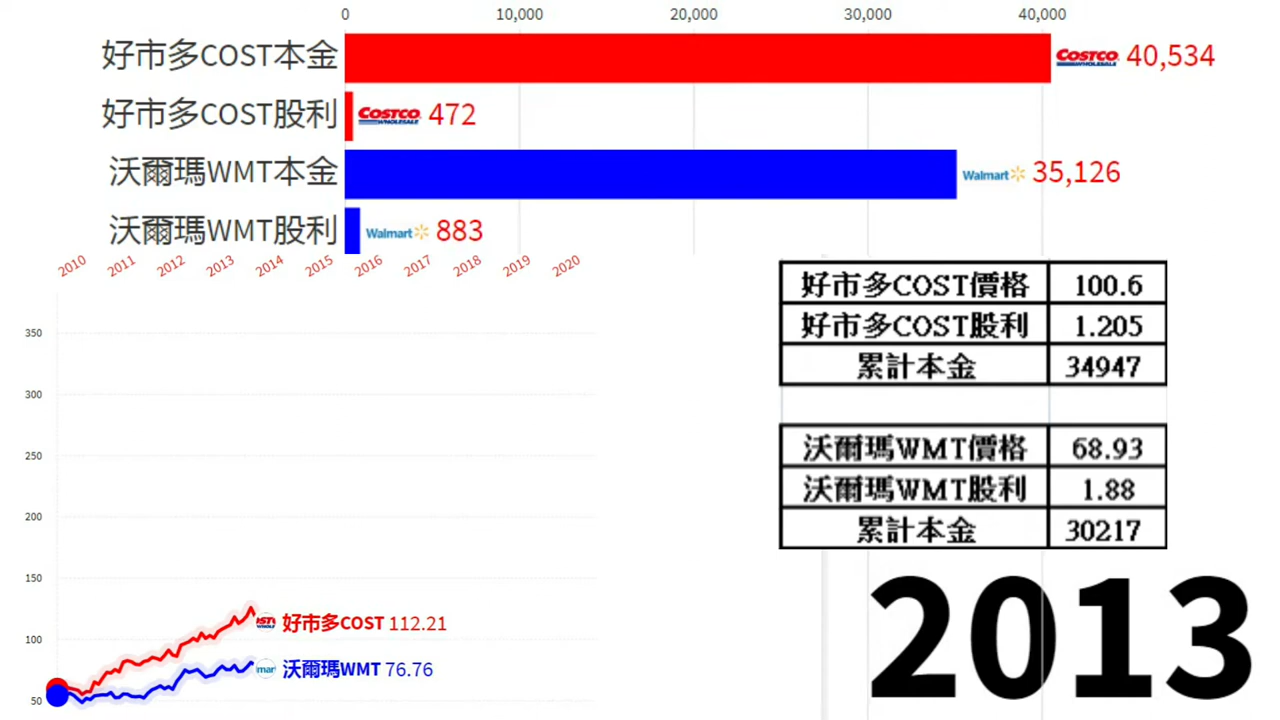 0 10,000 20,000 30,000 40,000
好市多COST本金 COSTCO WHOLESALE 40,534
好市多COST股利 COSTCO WHOLESALE 472
沃爾瑪WMT本金 Walmart 35,126
沃爾瑪WMT股利 Walmart 883
2010 2011 2012 2013 2014 2015 2016 2017 2018 2019 2020
350
300
250
200
150
100
50
好市多COST 112.21
沃爾瑪WMT 76.76
好市多COST價格 100.6
好市多COST股利 1.205
累計本金 34947
沃爾瑪WMT價格 68.93
沃爾瑪WMT股利 1.88
累計本金 30217
2013